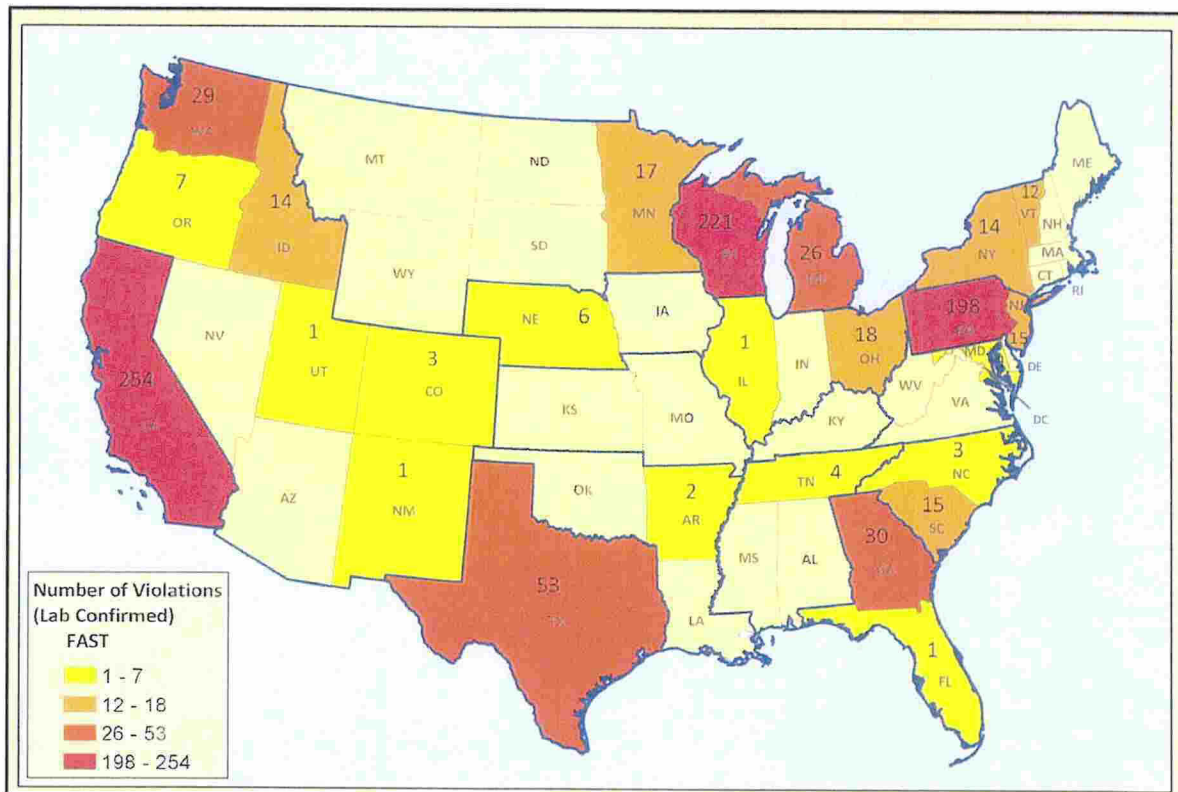 29
WA
MT
ND
ME
7
OR
14
ID
17
MN
221
WI
26
MI
12
VT
NH
14
NY
MA
CT
RI
SD
WY
IA
198
PA
NJ
15
NV
1
UT
NE 6
3
CO
1
IL
IN
18
OH
MD
DE
WV
VA
DC
254
CA
KS
MO
KY
3
NC
4
TN
AZ
1
NM
OK
2
AR
15
SC
MS
AL
30
GA
53
TX
LA
1
FL
Number of Violations
(Lab Confirmed)
FAST
1 - 7
12 - 18
26 - 53
198 - 254